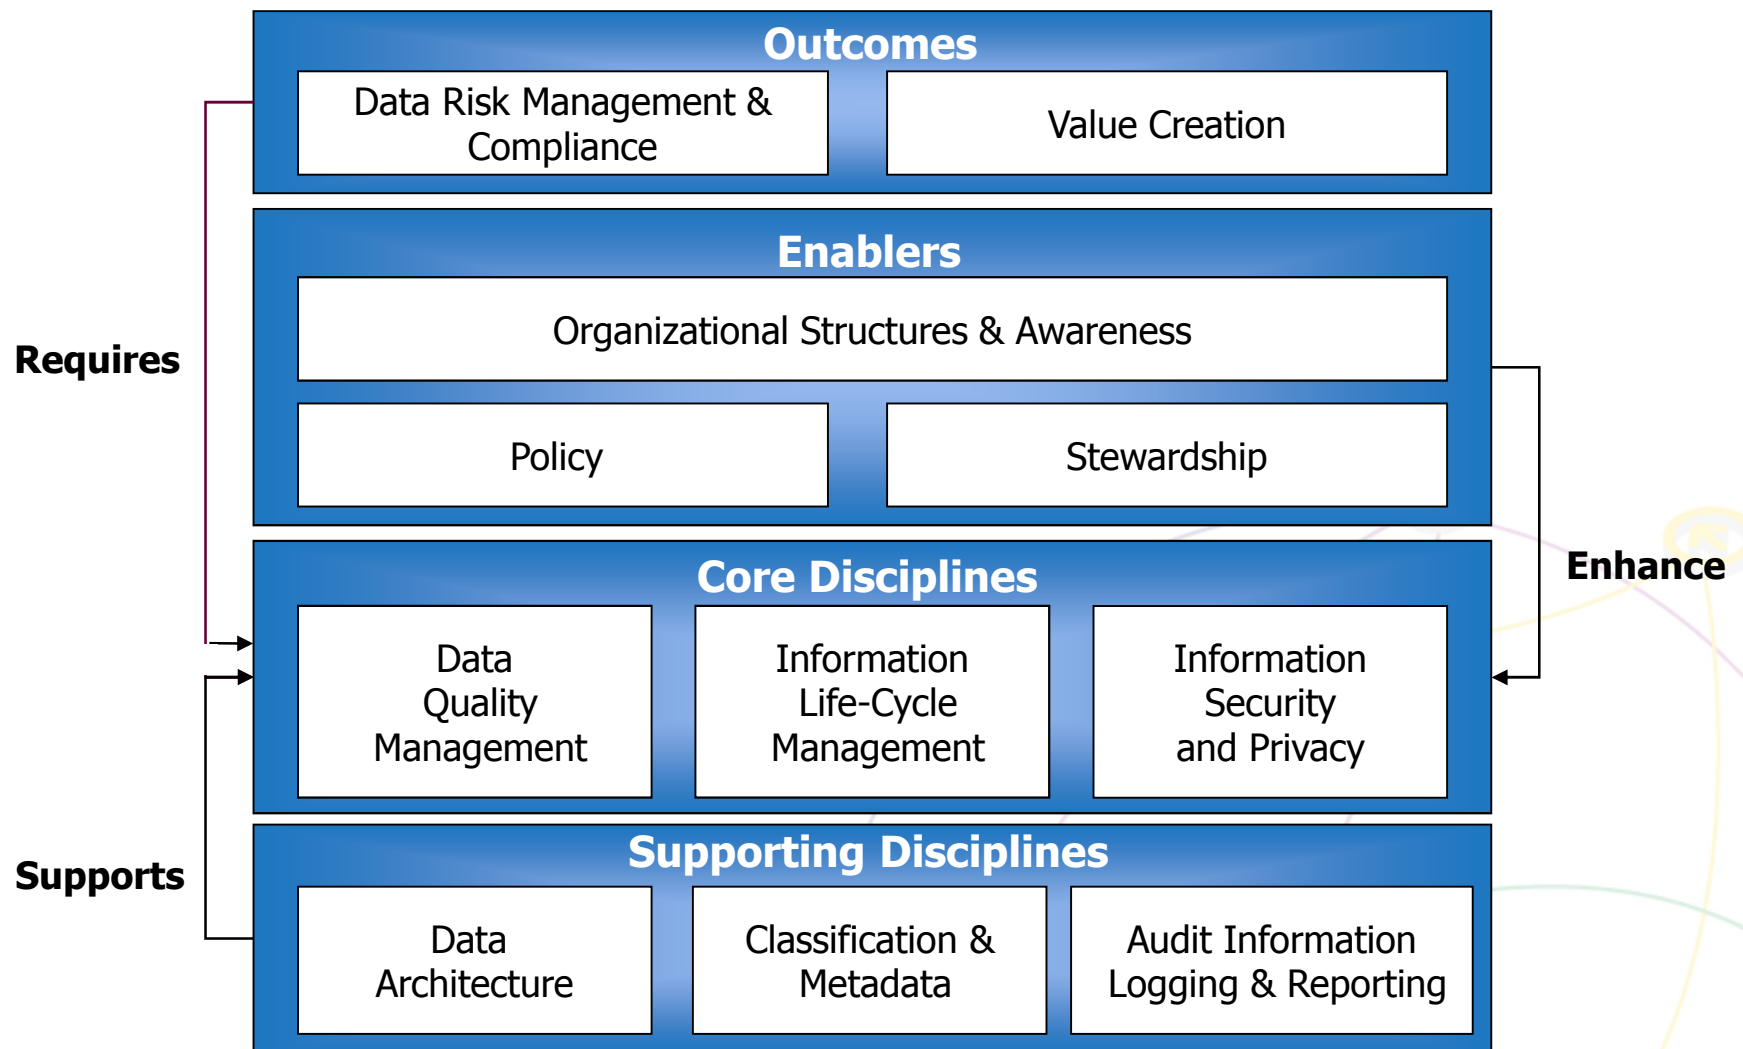 Outcomes
Data Risk Management &
Compliance
Value Creation
Enablers
Organizational Structures & Awareness
Requires
Policy
Stewardship
Enhance
Core Disciplines
Data
Quality
Management
Information
Life-Cycle
Management
Information
Security
and Privacy
Supporting Disciplines
Supports
Data
Architecture
Classification &
Metadata
Audit Information
Logging & Reporting